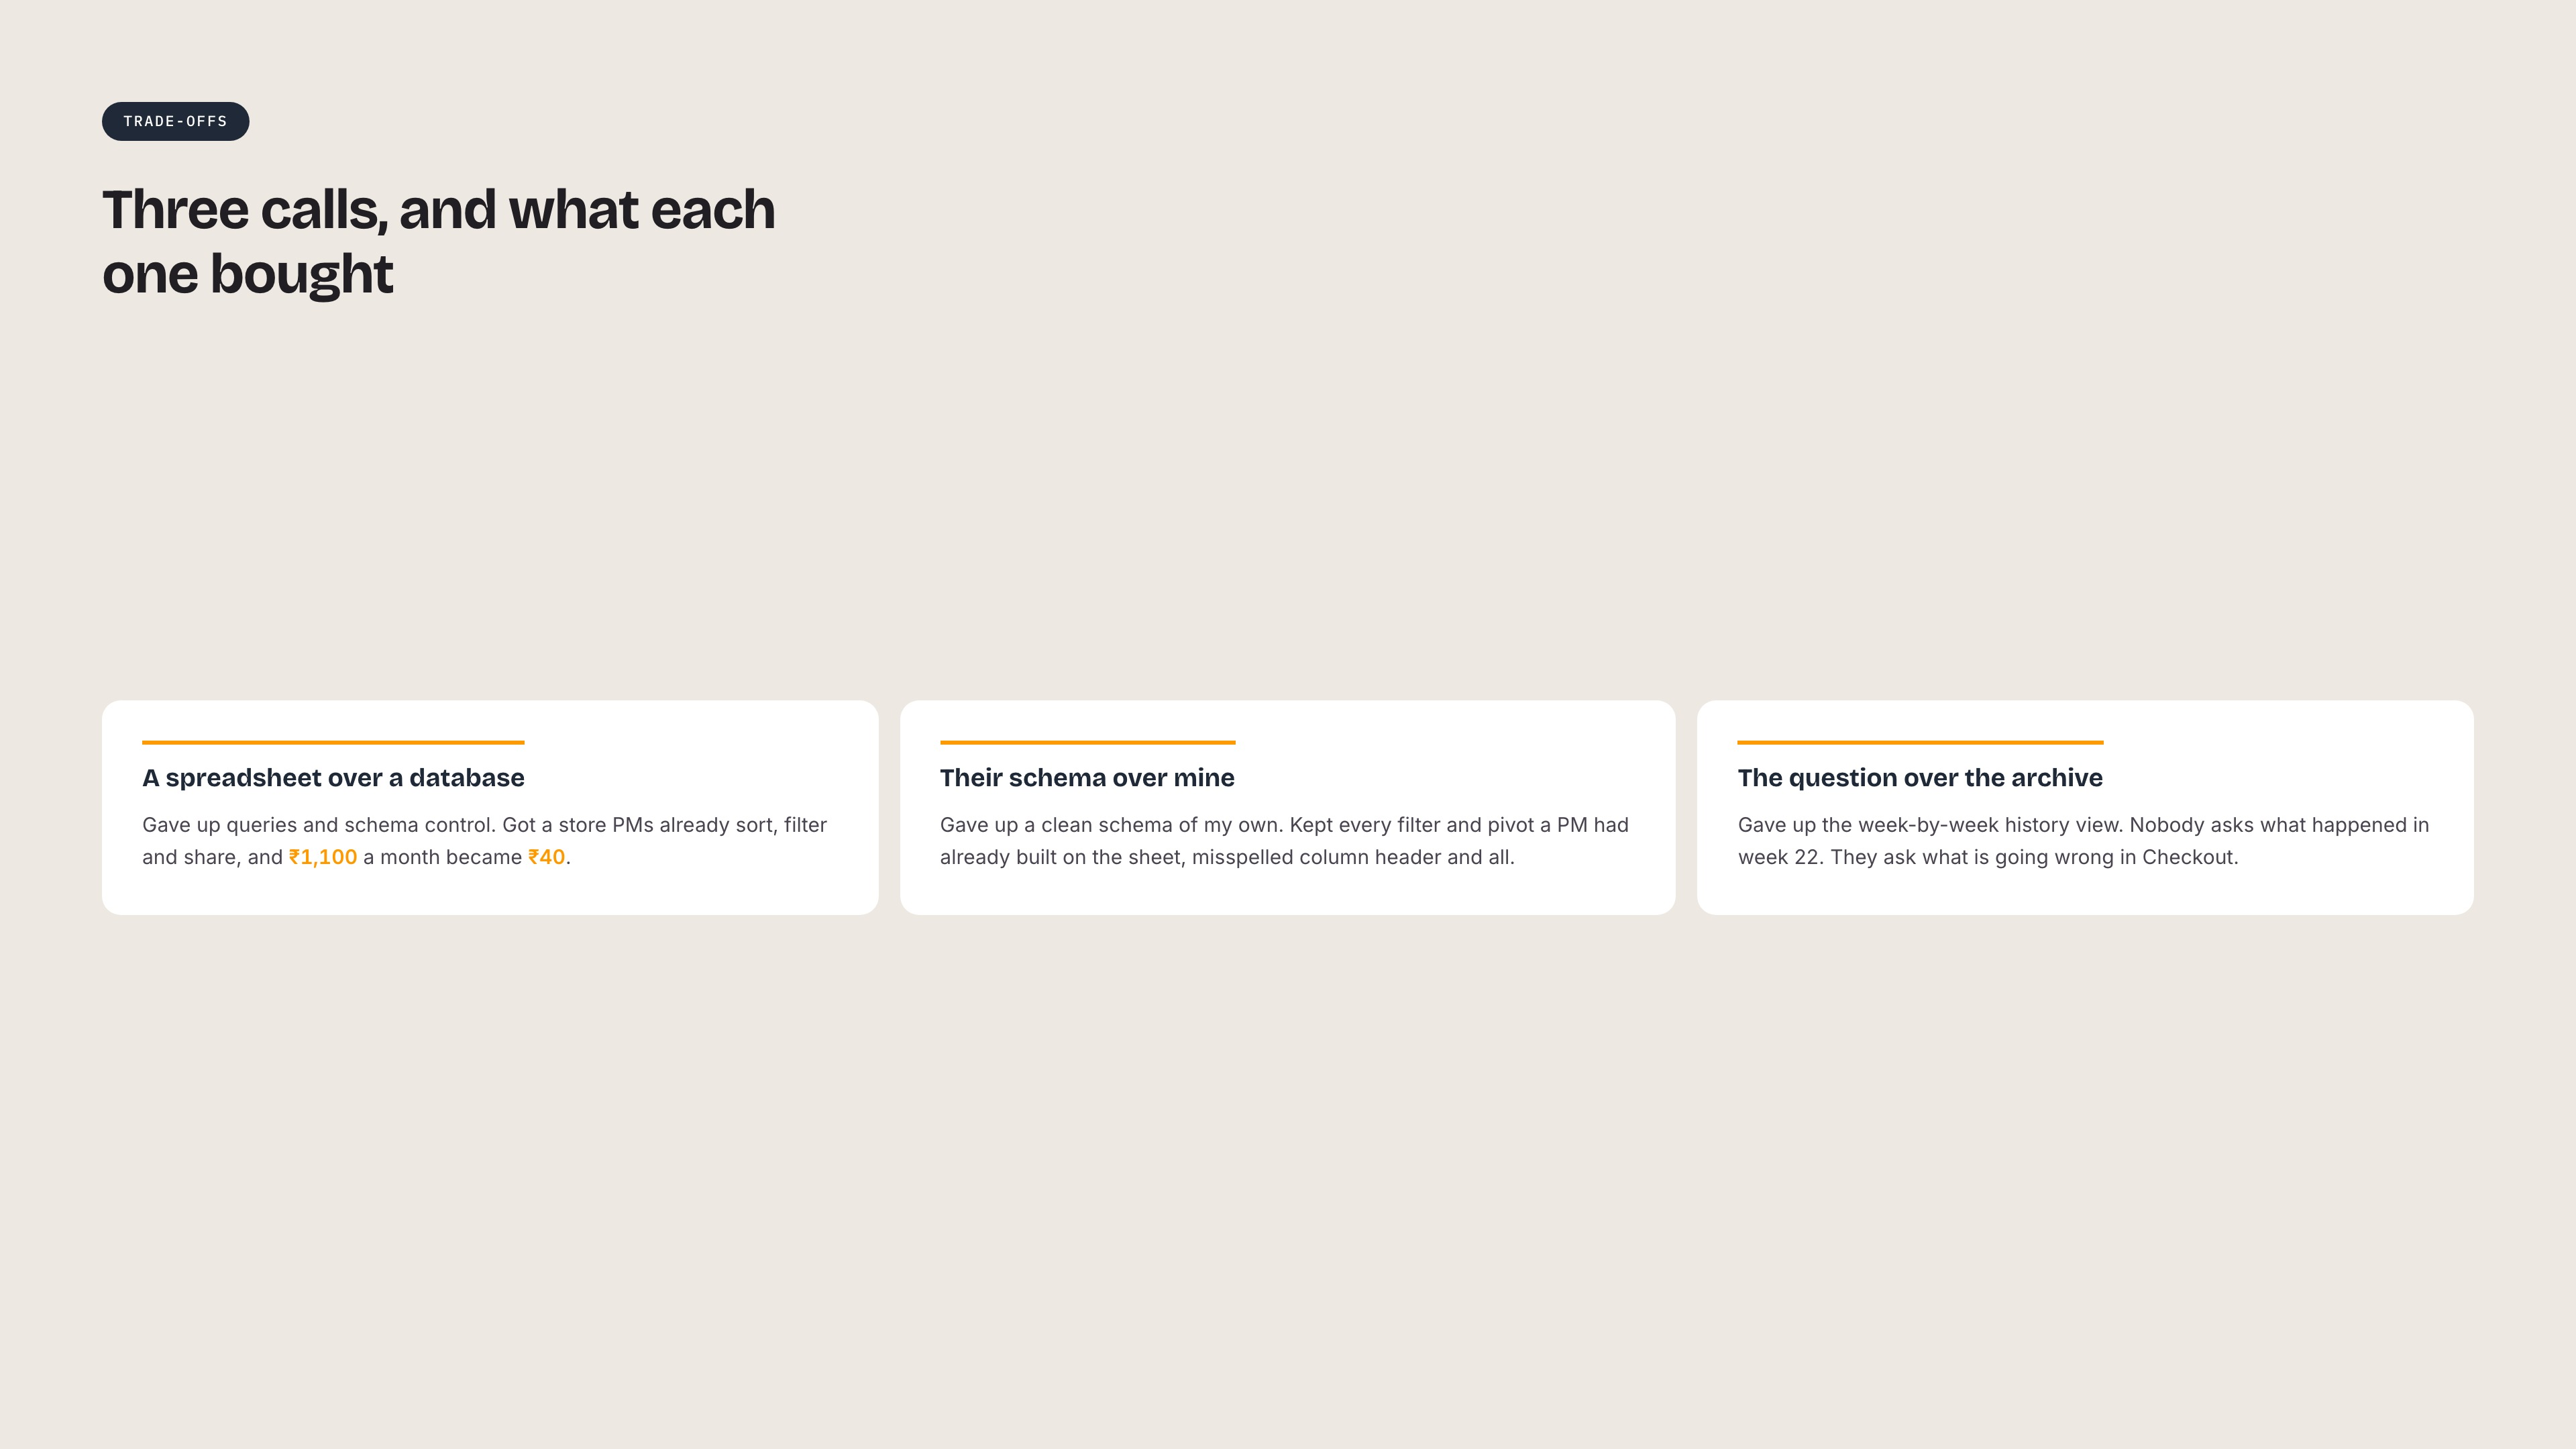 TRADE-OFFS
Three calls, and what each
one bought
A spreadsheet over a database
Gave up queries and schema control. Got a store PMs already sort, filter
and share, and ₹1,100 a month became ₹40.
Their schema over mine
Gave up a clean schema of my own. Kept every filter and pivot a PM had
already built on the sheet, misspelled column header and all.
The question over the archive
Gave up the week-by-week history view. Nobody asks what happened in
week 22. They ask what is going wrong in Checkout.